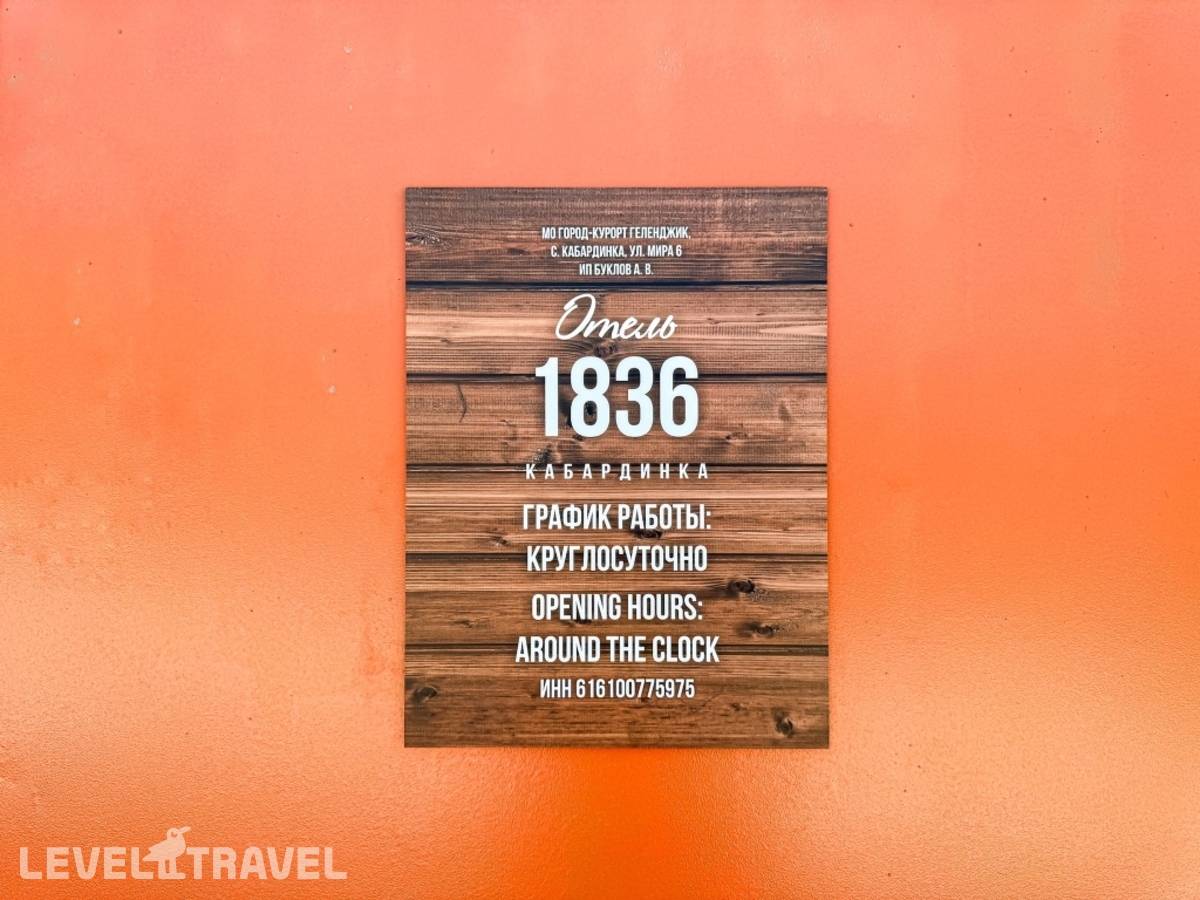 МО ГОРОД-КУРОРТ ГЕЛЕНДЖИК,
С. КАБАРДИНКА, УЛ. МИРА 6
ИП БУКЛОВ А. В.
Отель
1836
КАБАРДИНКА
ГРАФИК РАБОТЫ:
КРУГЛОСУТОЧНО
OPENING HOURS:
AROUND THE CLOCK
ИНН 616100775975
LEVEL TRAVEL